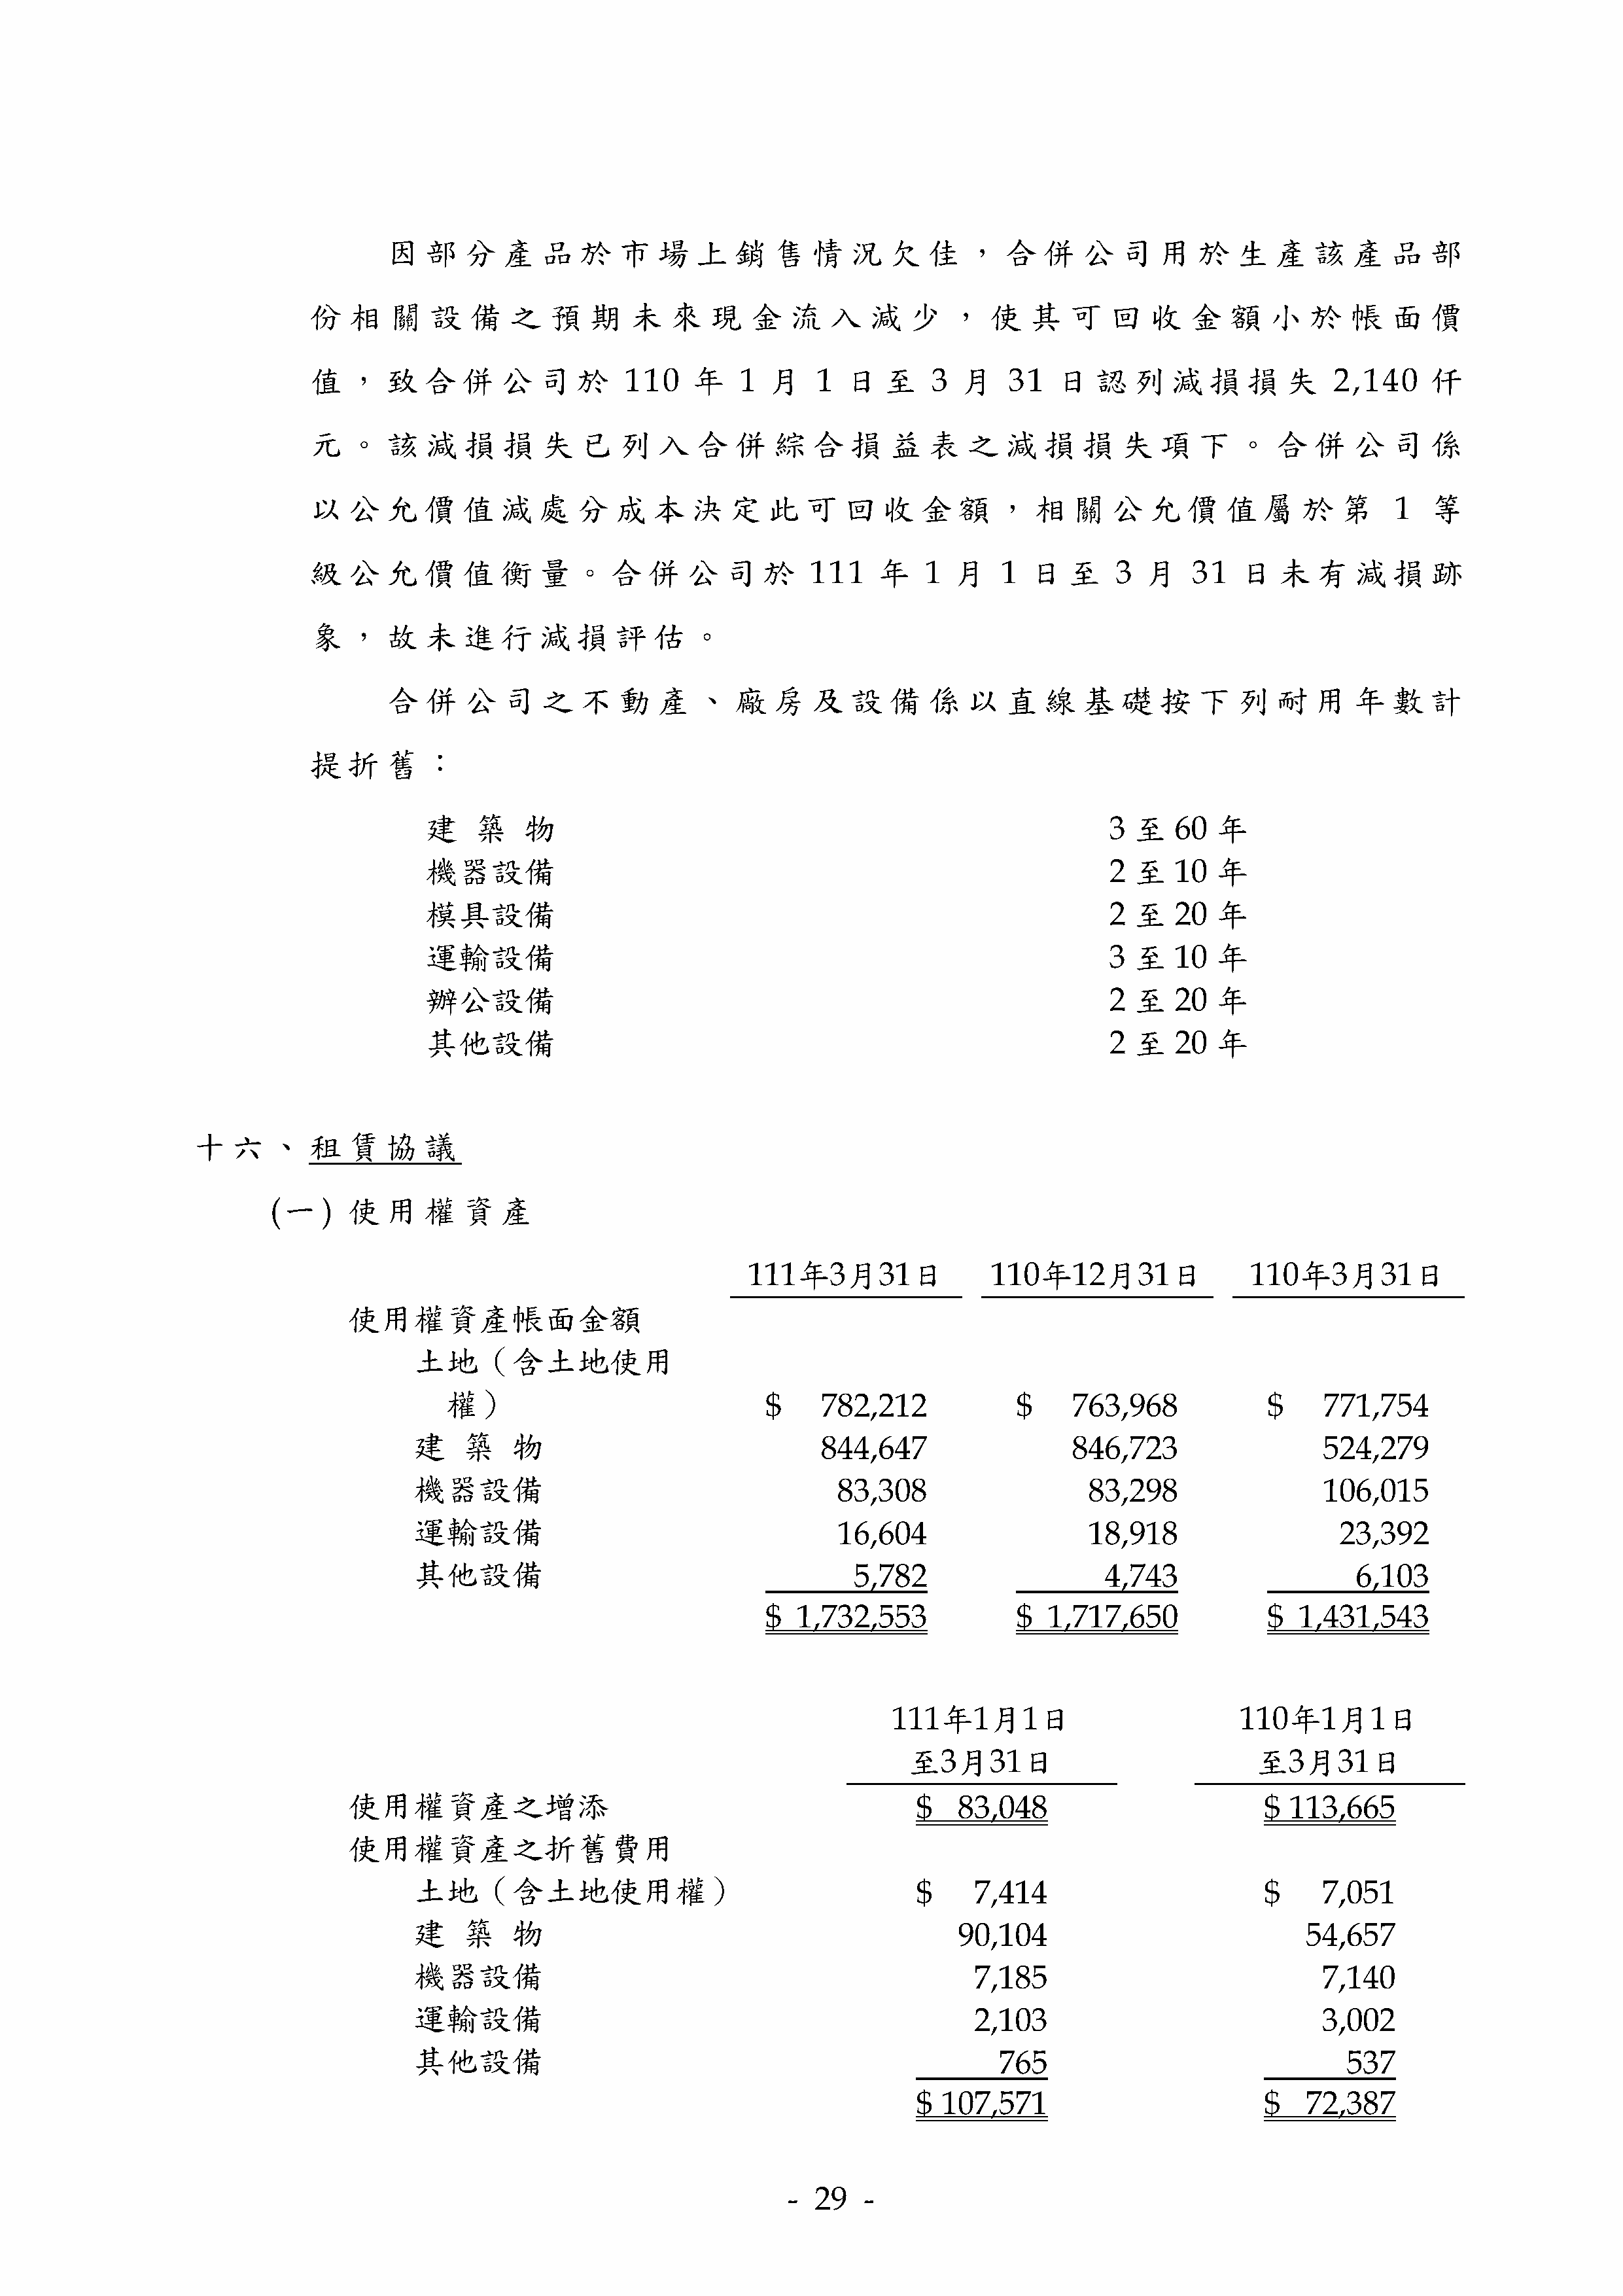 因部分產品於市場上銷售情況欠佳，合併公司用於生產該產品部
份相關設備之預期未來現金流入減少，使其可回收金額小於帳面價
值，致合併公司於 110 年 1 月 1 日至 3 月 31 日認列減損損失 2,140 仟
元。該減損損失已列入合併綜合損益表之減損損失項下。合併公司係
以公允價值減處分成本決定此可回收金額，相關公允價值屬於第 1 等
級公允價值衡量。合併公司於 111 年 1 月 1 日至 3 月 31 日未有減損跡
象，故未進行減損評估。
合併公司之不動產、廠房及設備係以直線基礎按下列耐用年數計
提折舊：
建築物 3 至 60 年
機器設備 2 至 10 年
模具設備 2 至 20 年
運輸設備 3 至 10 年
辦公設備 2 至 20 年
其他設備 2 至 20 年
十六、租賃協議
(一) 使用權資產
111年3月31日 110年12月31日 110年3月31日
使用權資產帳面金額
土地（含土地使用
權） $ 782,212 $ 763,968 $ 771,754
建築物 844,647 846,723 524,279
機器設備 83,308 83,298 106,015
運輸設備 16,604 18,918 23,392
其他設備 5,782 4,743 6,103
$ 1,732,553 $ 1,717,650 $ 1,431,543
111年1月1日 110年1月1日
至3月31日 至3月31日
使用權資產之增添 $ 83,048 $ 113,665
使用權資產之折舊費用
土地（含土地使用權） $ 7,414 $ 7,051
建築物 90,104 54,657
機器設備 7,185 7,140
運輸設備 2,103 3,002
其他設備 765 537
$ 107,571 $ 72,387
- 29 -